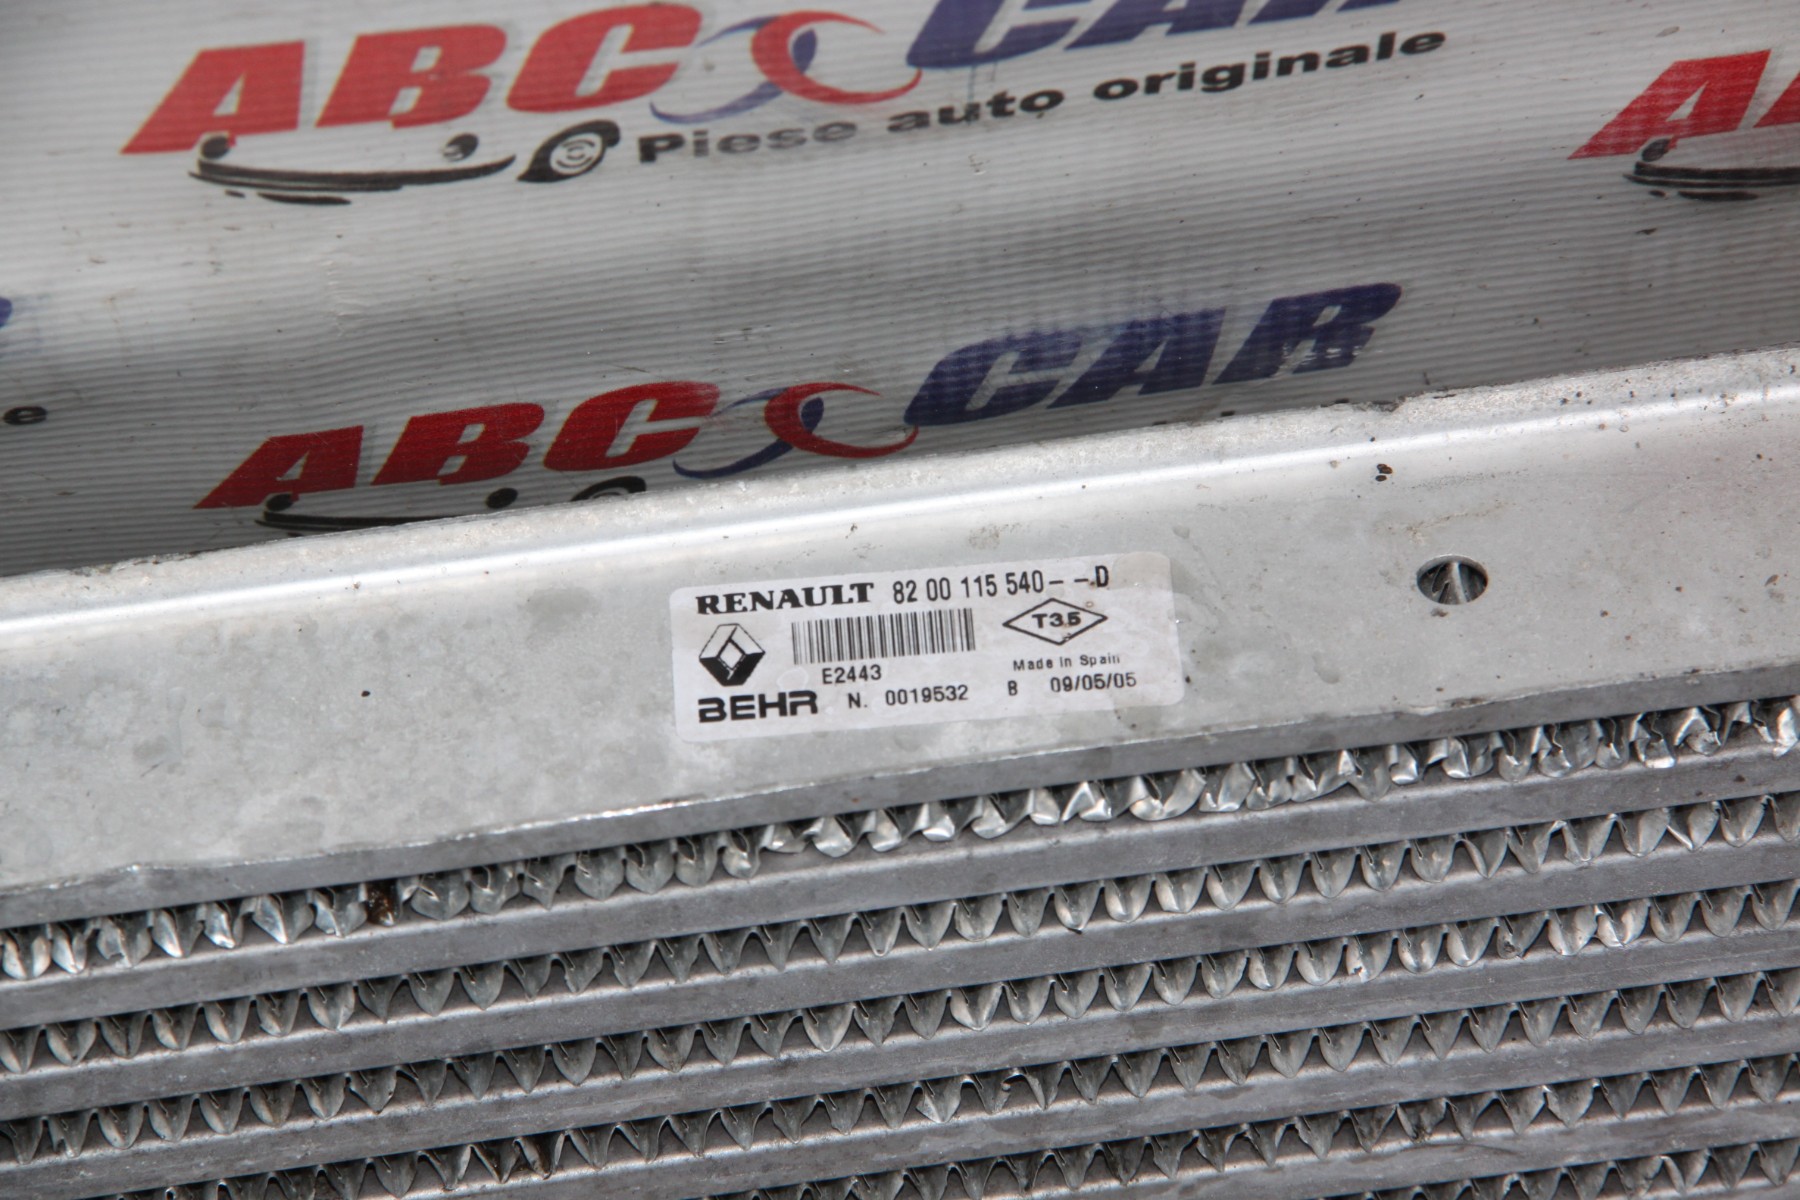 ABC CAR
Piese auto originale
ABC CAR
RENAULT 82 00 115 540 - - D
T3.5
E2443
Made In Spain
BEHR N. 0019532 B 09/05/05